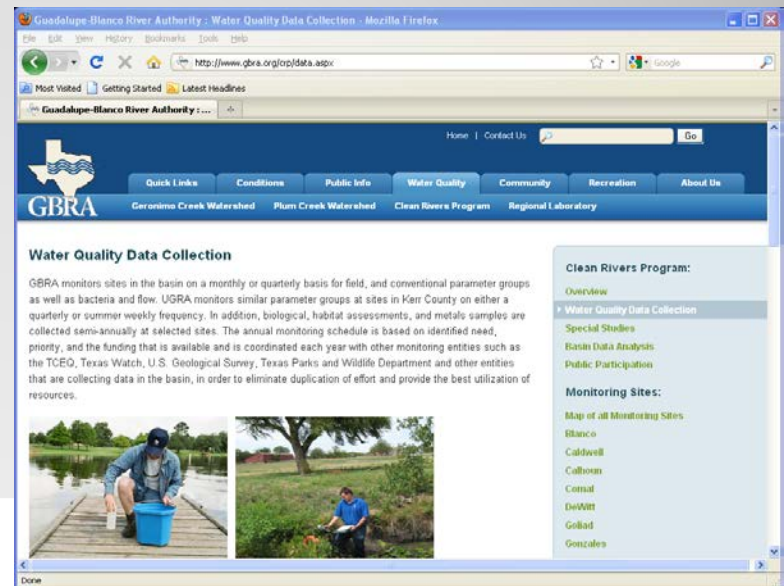 Guadalupe-Blanco River Authority : Water Quality Data Collection - Mozilla Firefox
File Edit View History Bookmarks Tools Help
http://www.gbra.org/crp/data.aspx
Google
Most Visited Getting Started Latest Headlines
Guadalupe-Blanco River Authority : ...
Home | Contact Us
Go
Quick Links Conditions Public Info Water Quality Community Recreation About Us
GBRA
Geronimo Creek Watershed Plum Creek Watershed Clean Rivers Program Regional Laboratory
Water Quality Data Collection
GBRA monitors sites in the basin on a monthly or quarterly basis for field, and conventional parameter groups
as well as bacteria and flow. UGRA monitors similar parameter groups at sites in Kerr County on either a
quarterly or summer weekly frequency. In addition, biological, habitat assessments, and metals samples are
collected semi-annually at selected sites. The annual monitoring schedule is based on identified need,
priority, and the funding that is available and is coordinated each year with other monitoring entities such as
the TCEQ, Texas Watch, U.S. Geological Survey, Texas Parks and Wildlife Department and other entities
that are collecting data in the basin, in order to eliminate duplication of effort and provide the best utilization of
resources.
Clean Rivers Program:
Overview
Water Quality Data Collection
Special Studies
Basin Data Analysis
Public Participation
Monitoring Sites:
Map of all Monitoring Sites
Blanco
Caldwell
Calhoun
Comal
DeWitt
Goliad
Gonzales
Done